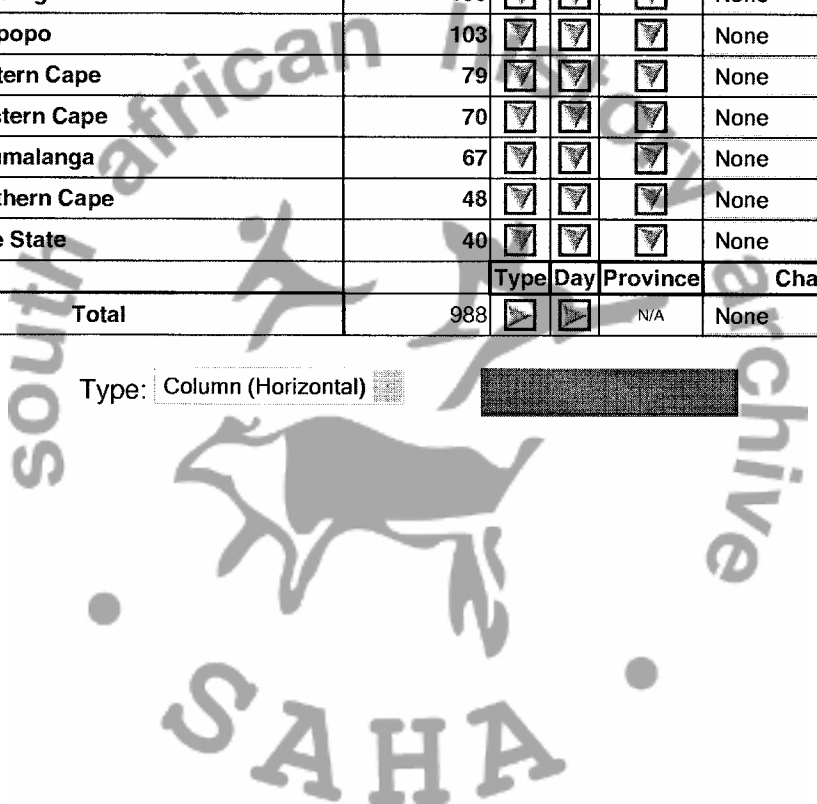 popo 103 None
tern Cape 79 None
stern Cape 70 None
malanga 67 None
thern Cape 48 None
e State 40 None
Type Day Province Cha
Total 988 N/A None
Type: Column (Horizontal)
south african history archive
SAHA